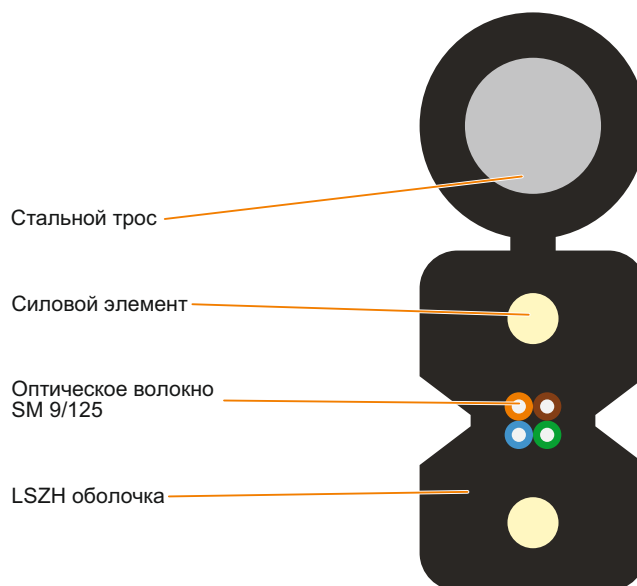 Стальной трос
Силовой элемент
Оптическое волокно
SM 9/125
LSZH оболочка